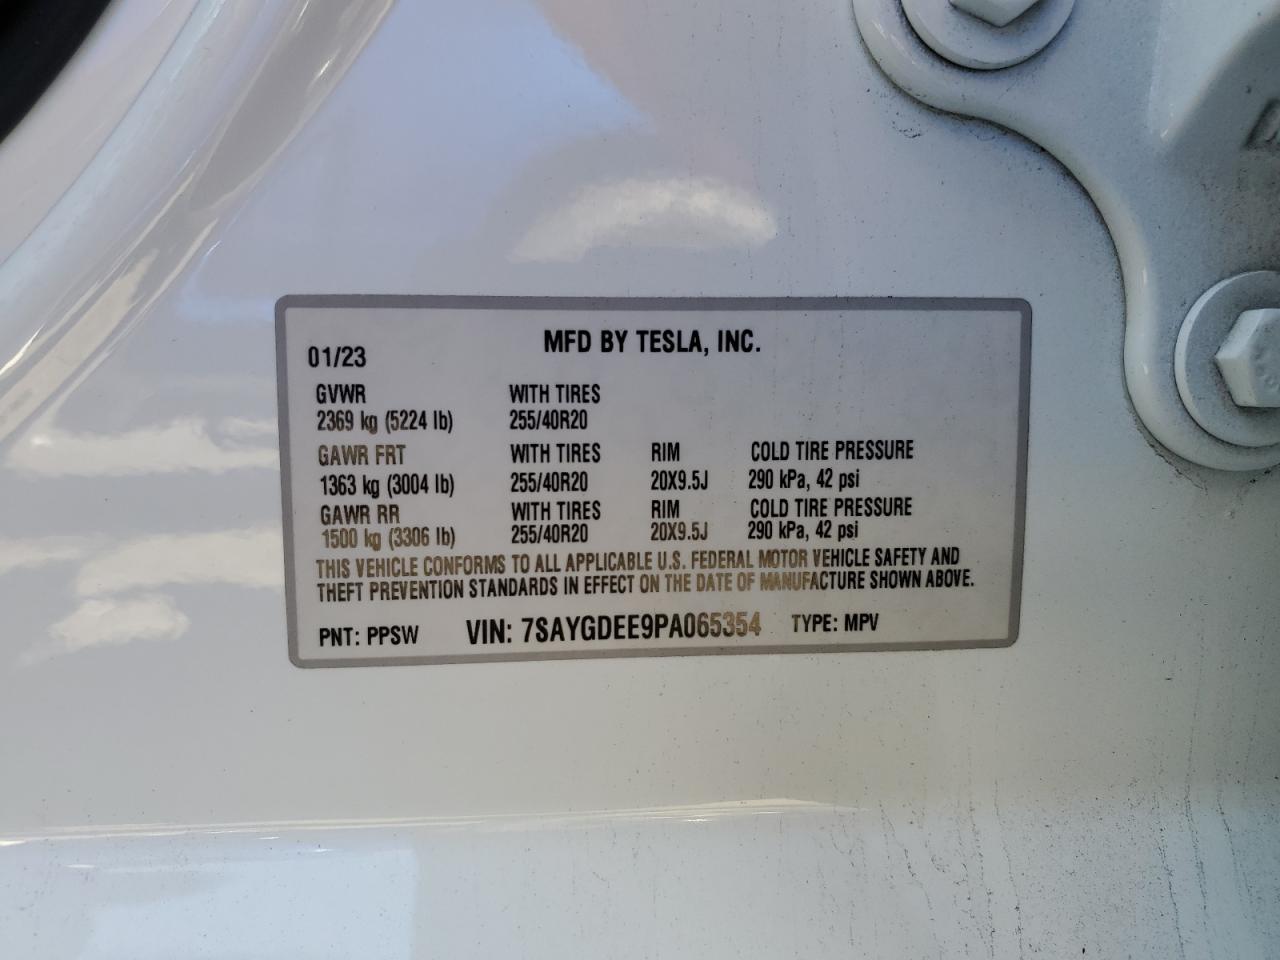 MFD BY TESLA, INC.
01/23
GVWR WITH TIRES
2369 kg (5224 lb) 255/40R20
GAWR FRT WITH TIRES RIM COLD TIRE PRESSURE
1363 kg (3004 lb) 255/40R20 20X9.5J 290 kPa, 42 psi
GAWR RR WITH TIRES RIM COLD TIRE PRESSURE
1500 kg (3306 lb) 255/40R20 20X9.5J 290 kPa, 42 psi
THIS VEHICLE CONFORMS TO ALL APPLICABLE U.S. FEDERAL MOTOR VEHICLE SAFETY AND
THEFT PREVENTION STANDARDS IN EFFECT ON THE DATE OF MANUFACTURE SHOWN ABOVE.
PNT: PPSW VIN: 7SAYGDEE9PA065354 TYPE: MPV